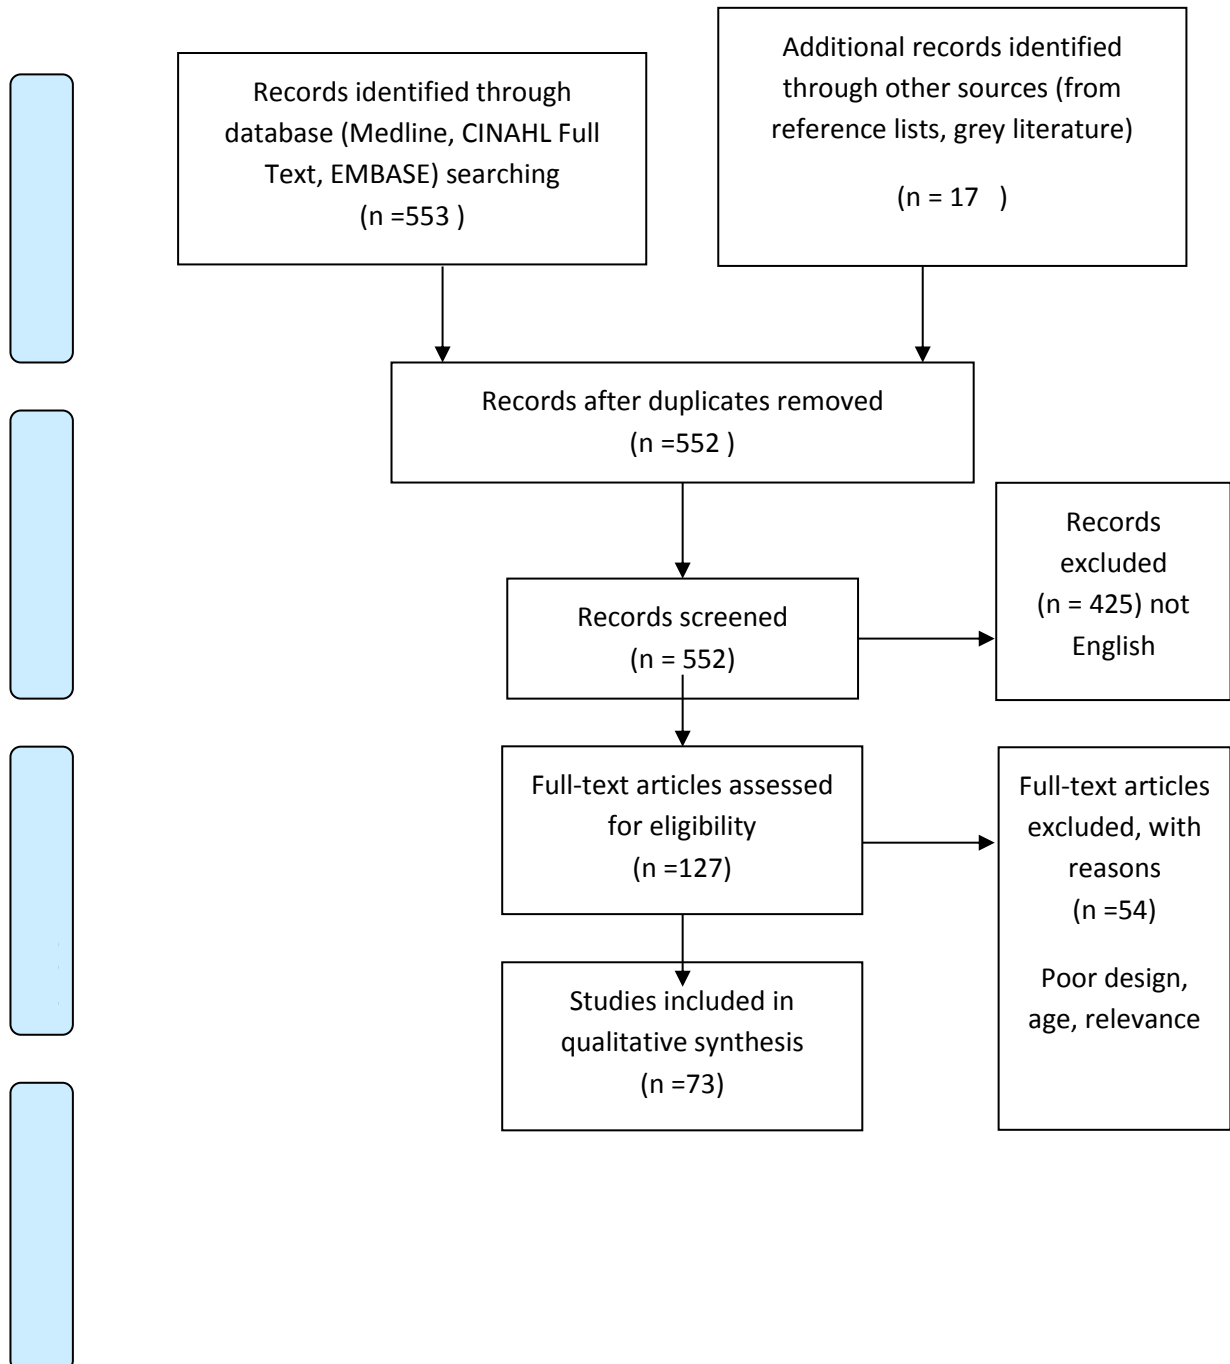 Records identified through
database (Medline, CINAHL Full
Text, EMBASE) searching
(n =553 )
Additional records identified
through other sources (from
reference lists, grey literature)
(n = 17   )
Records after duplicates removed
(n =552 )
Records screened
(n = 552)
Records
excluded
(n = 425) not
English
Full-text articles assessed
for eligibility
(n =127)
Full-text articles
excluded, with
reasons
(n =54)
Poor design,
age, relevance
Studies included in
qualitative synthesis
(n =73)